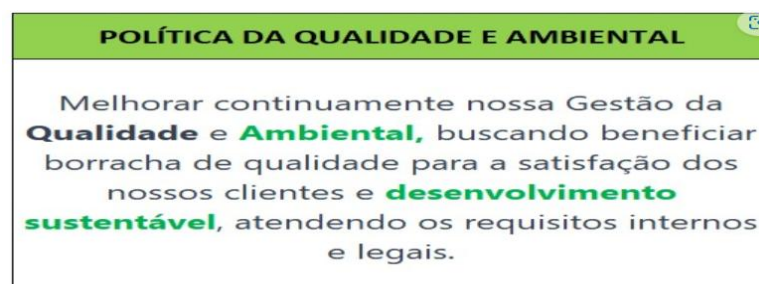 POLÍTICA DA QUALIDADE E AMBIENTAL
Melhorar continuamente nossa Gestão da
Qualidade e Ambiental, buscando beneficiar
borracha de qualidade para a satisfação dos
nossos clientes e desenvolvimento
sustentável, atendendo os requisitos internos
e legais.